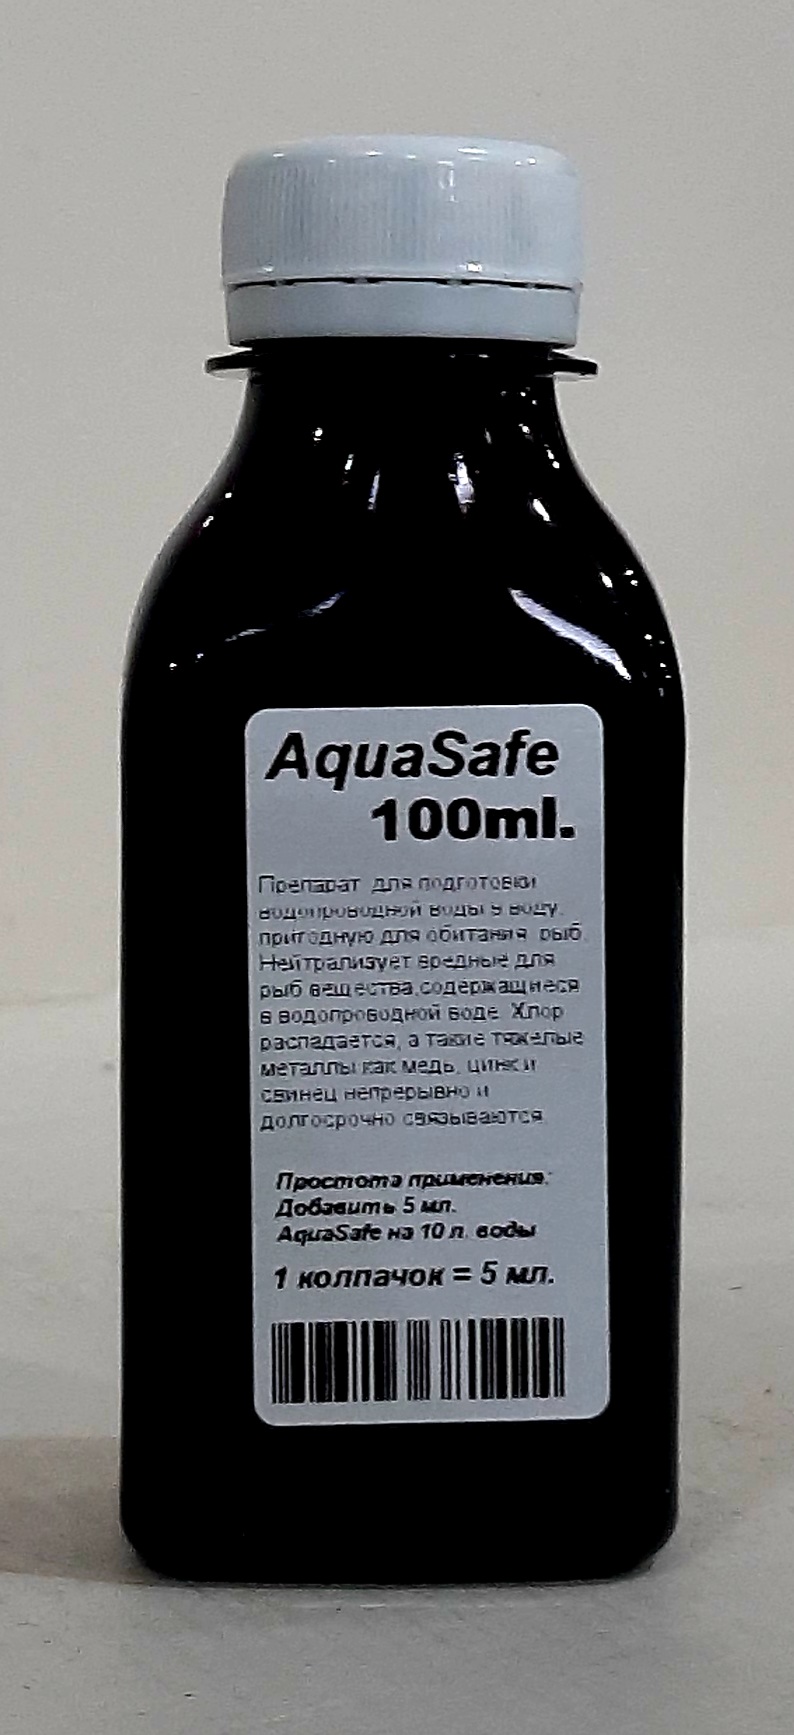 AquaSafe
100ml.
Препарат для подготовки
водопроводной воды в воду,
пригодную для обитания рыб.
Нейтрализует вредные для
рыб вещества,содержащиеся
в водопроводной воде. Хлор
распадается, а такие тяжелые
металлы как медь, цинк и
свинец непрерывно и
долгосрочно связываются.
Простота применения:
Добавить 5 мл.
AquaSafe на 10 л. воды
1 колпачок = 5 мл.